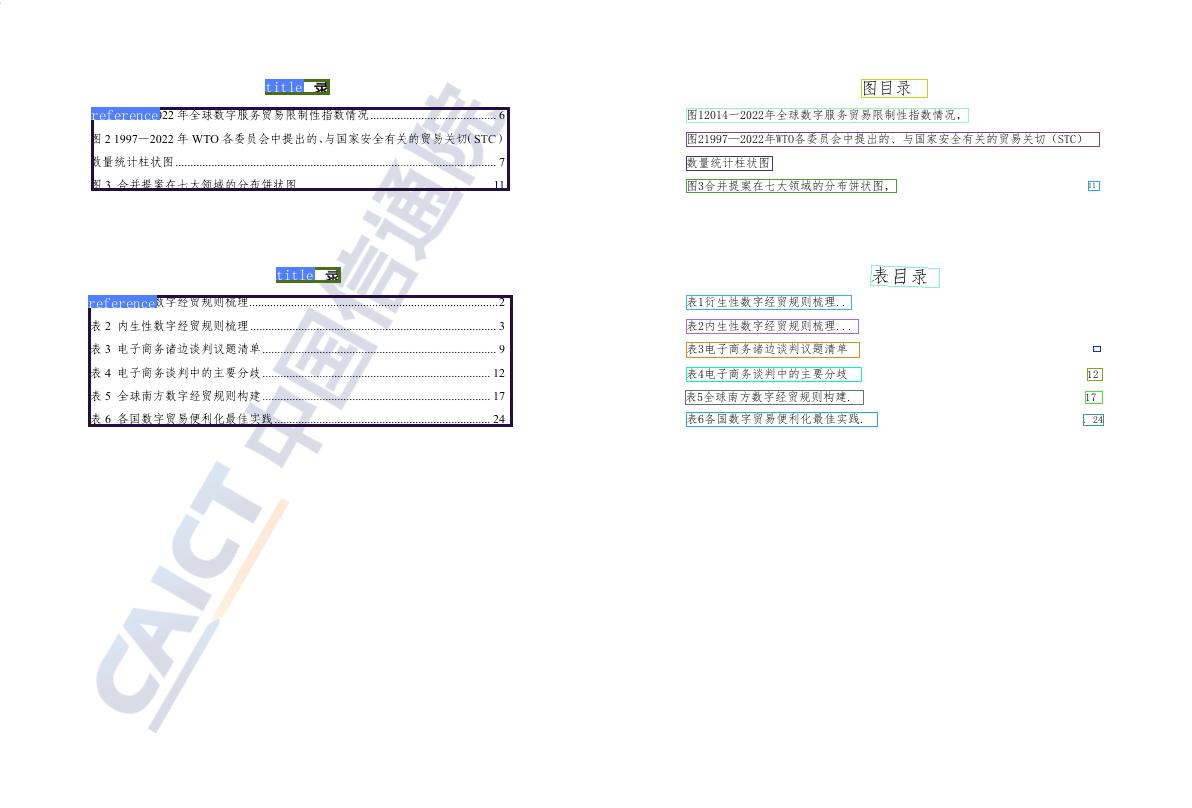 title 录
reference 022 年全球数字服务贸易限制性指数情况........................................ 6
图 2 1997—2022 年 WTO 各委员会中提出的、与国家安全有关的贸易关切（STC）
数量统计柱状图........................................ 7
图 3 合并提案在七大领域的分布饼状图 11
title 录
reference 数字经贸规则梳理........................................ 2
表 2 内生性数字经贸规则梳理........................................ 3
表 3 电子商务诸边谈判议题清单........................................ 9
表 4 电子商务谈判中的主要分歧........................................ 12
表 5 全球南方数字经贸规则构建........................................ 17
表 6 各国数字贸易便利化最佳实践........................................ 24
CAICT 中国信通院
图目录
图12014—2022年全球数字服务贸易限制性指数情况，
图21997—2022年WTO各委员会中提出的、与国家安全有关的贸易关切（STC）
数量统计柱状图
图3合并提案在七大领域的分布饼状图， 11
表目录
表1衍生性数字经贸规则梳理..
表2内生性数字经贸规则梳理...
表3电子商务诸边谈判议题清单
表4电子商务谈判中的主要分歧 12
表5全球南方数字经贸规则构建. 17
表6各国数字贸易便利化最佳实践. 24